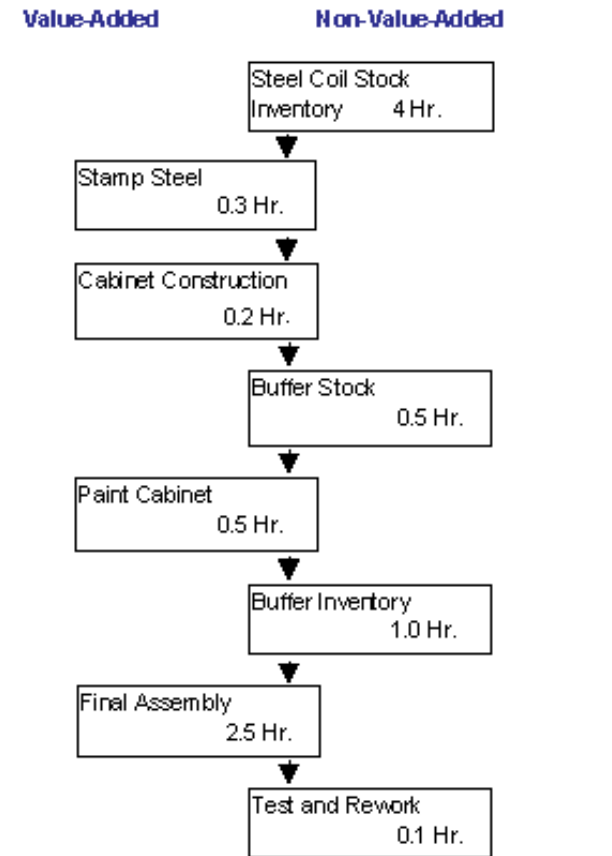 Value-Added Non-Value-Added
Steel Coil Stock
Inventory 4 Hr.
Stamp Steel
0.3 Hr.
Cabinet Construction
0.2 Hr.
Buffer Stock
0.5 Hr.
Paint Cabinet
0.5 Hr.
Buffer Inventory
1.0 Hr.
Final Assembly
2.5 Hr.
Test and Rework
0.1 Hr.